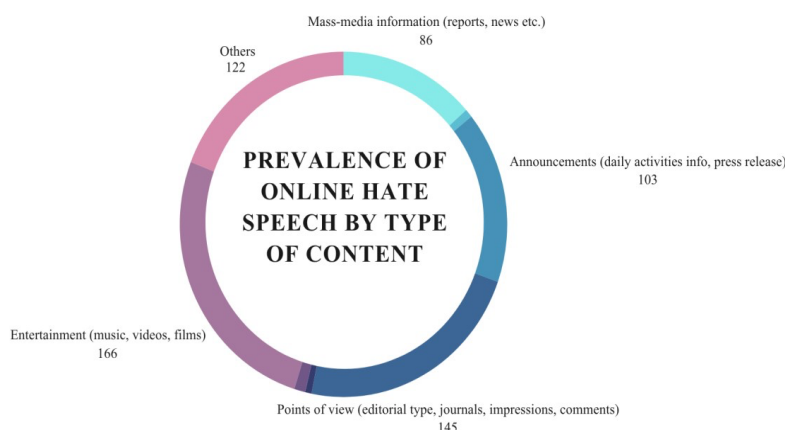 Mass-media information (reports, news etc.)
86
Others
122
PREVALENCE OF
ONLINE HATE
SPEECH BY TYPE
OF CONTENT
Announcements (daily activities info, press release)
103
Entertainment (music, videos, films)
166
Points of view (editorial type, journals, impressions, comments)
145